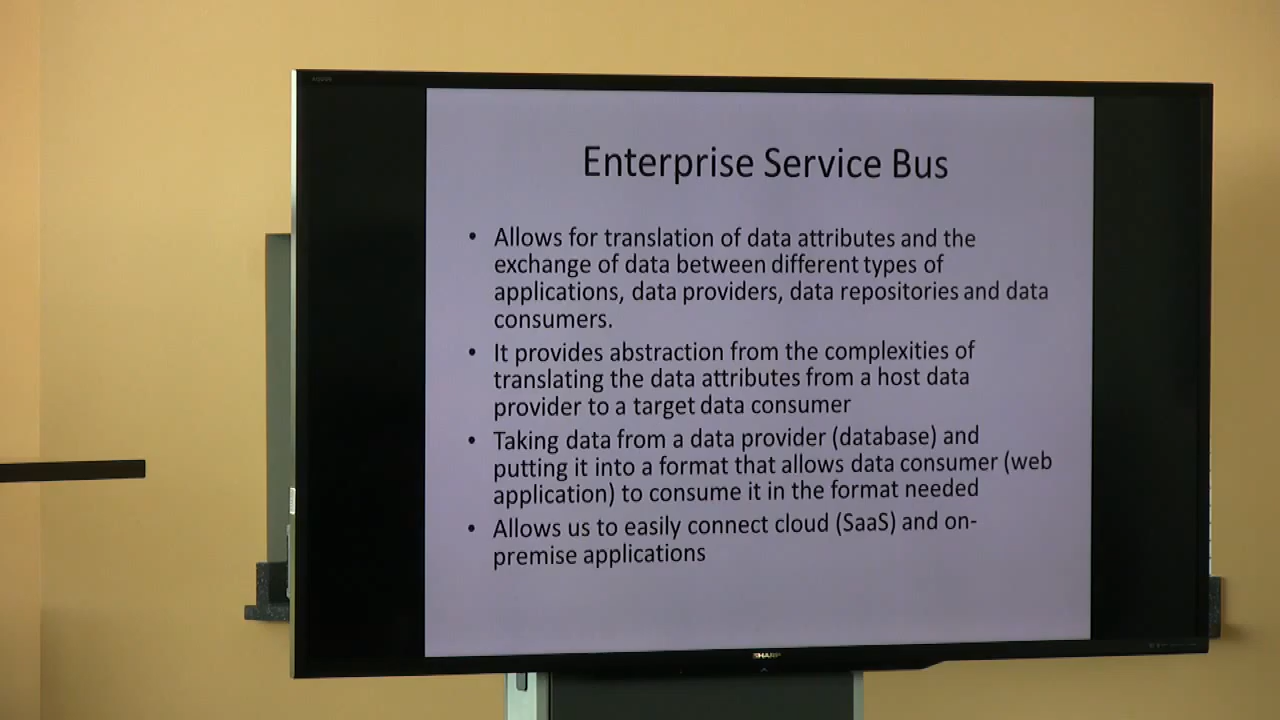 Enterprise Service Bus
• Allows for translation of data attributes and the
exchange of data between different types of
applications, data providers, data repositories and data
consumers.
• It provides abstraction from the complexities of
translating the data attributes from a host data
provider to a target data consumer
• Taking data from a data provider (database) and
putting it into a format that allows data consumer (web
application) to consume it in the format needed
• Allows us to easily connect cloud (SaaS) and on-
premise applications
SHARP